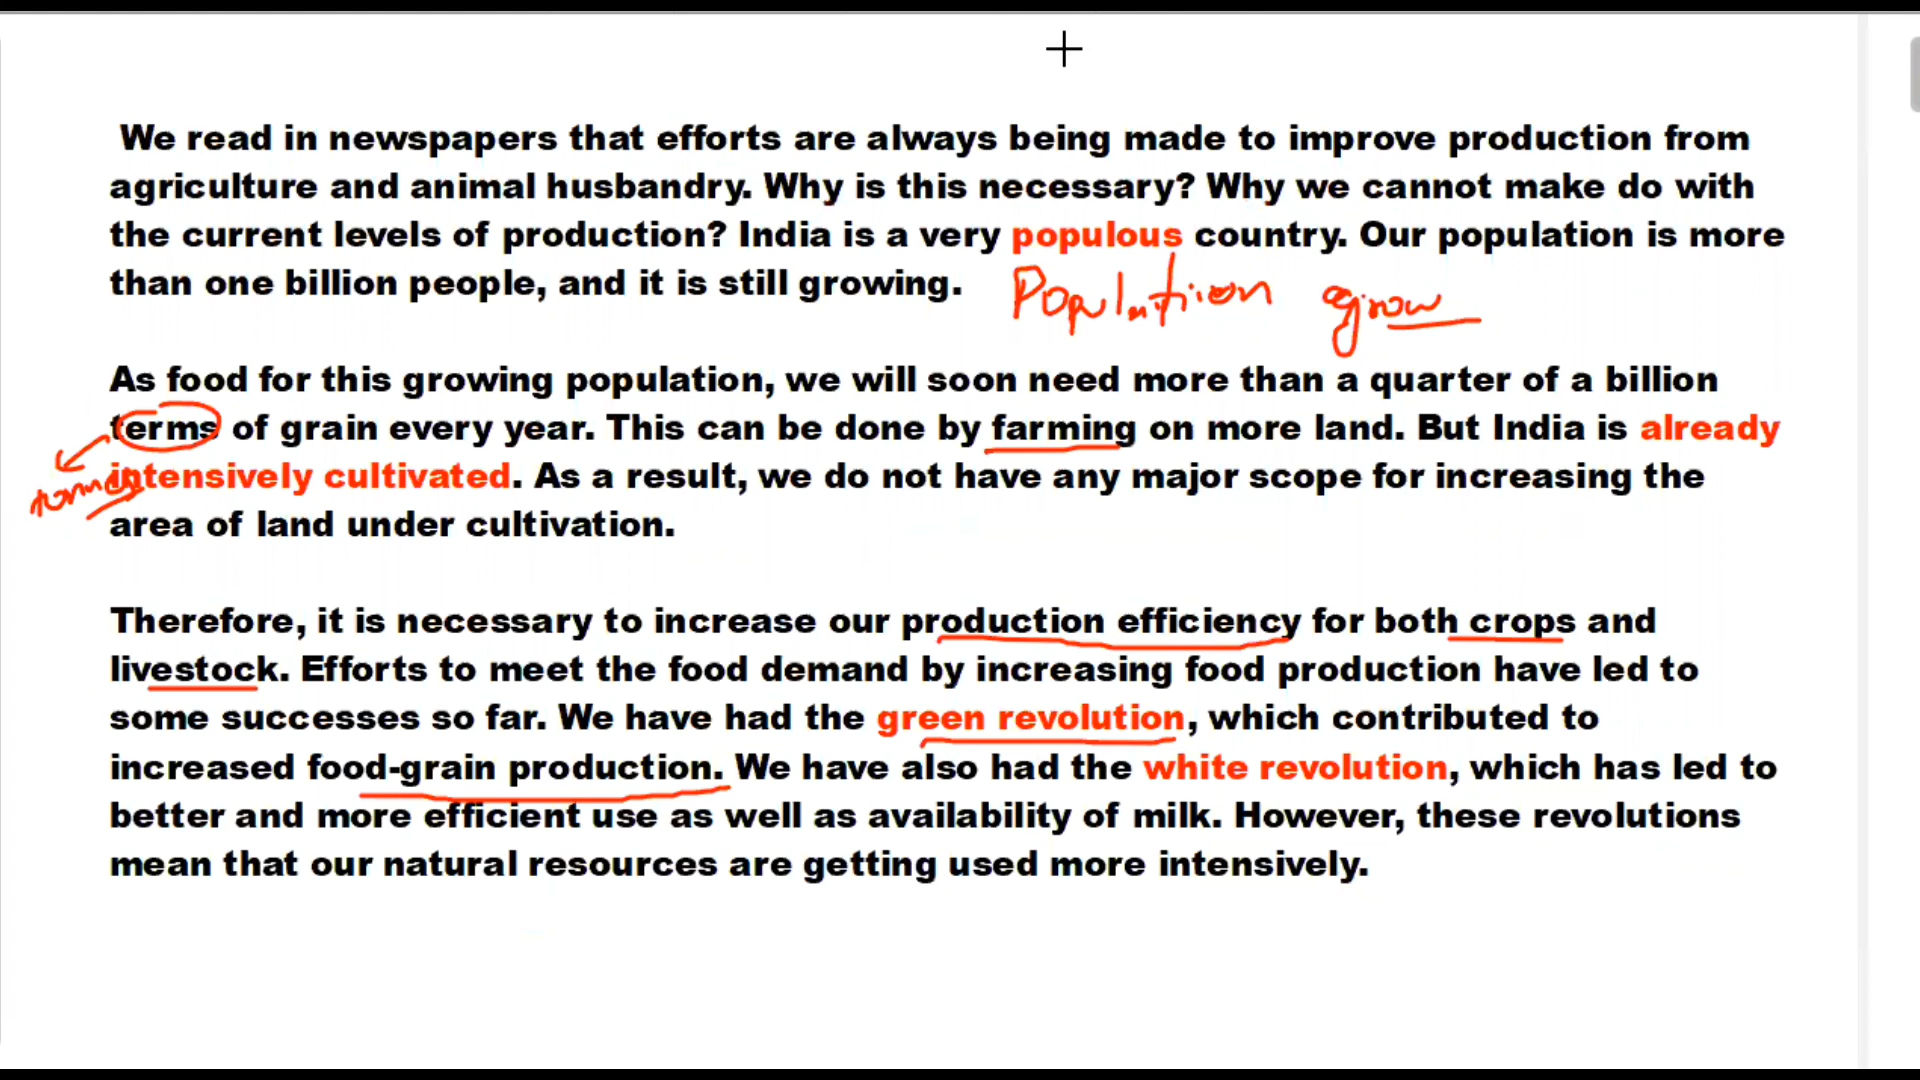 We read in newspapers that efforts are always being made to improve production from
agriculture and animal husbandry. Why is this necessary? Why we cannot make do with
the current levels of production? India is a very populous country. Our population is more
than one billion people, and it is still growing.
Population grow
As food for this growing population, we will soon need more than a quarter of a billion
terms of grain every year. This can be done by farming on more land. But India is already
intensively cultivated. As a result, we do not have any major scope for increasing the
area of land under cultivation.
Therefore, it is necessary to increase our production efficiency for both crops and
livestock. Efforts to meet the food demand by increasing food production have led to
some successes so far. We have had the green revolution, which contributed to
increased food-grain production. We have also had the white revolution, which has led to
better and more efficient use as well as availability of milk. However, these revolutions
mean that our natural resources are getting used more intensively.